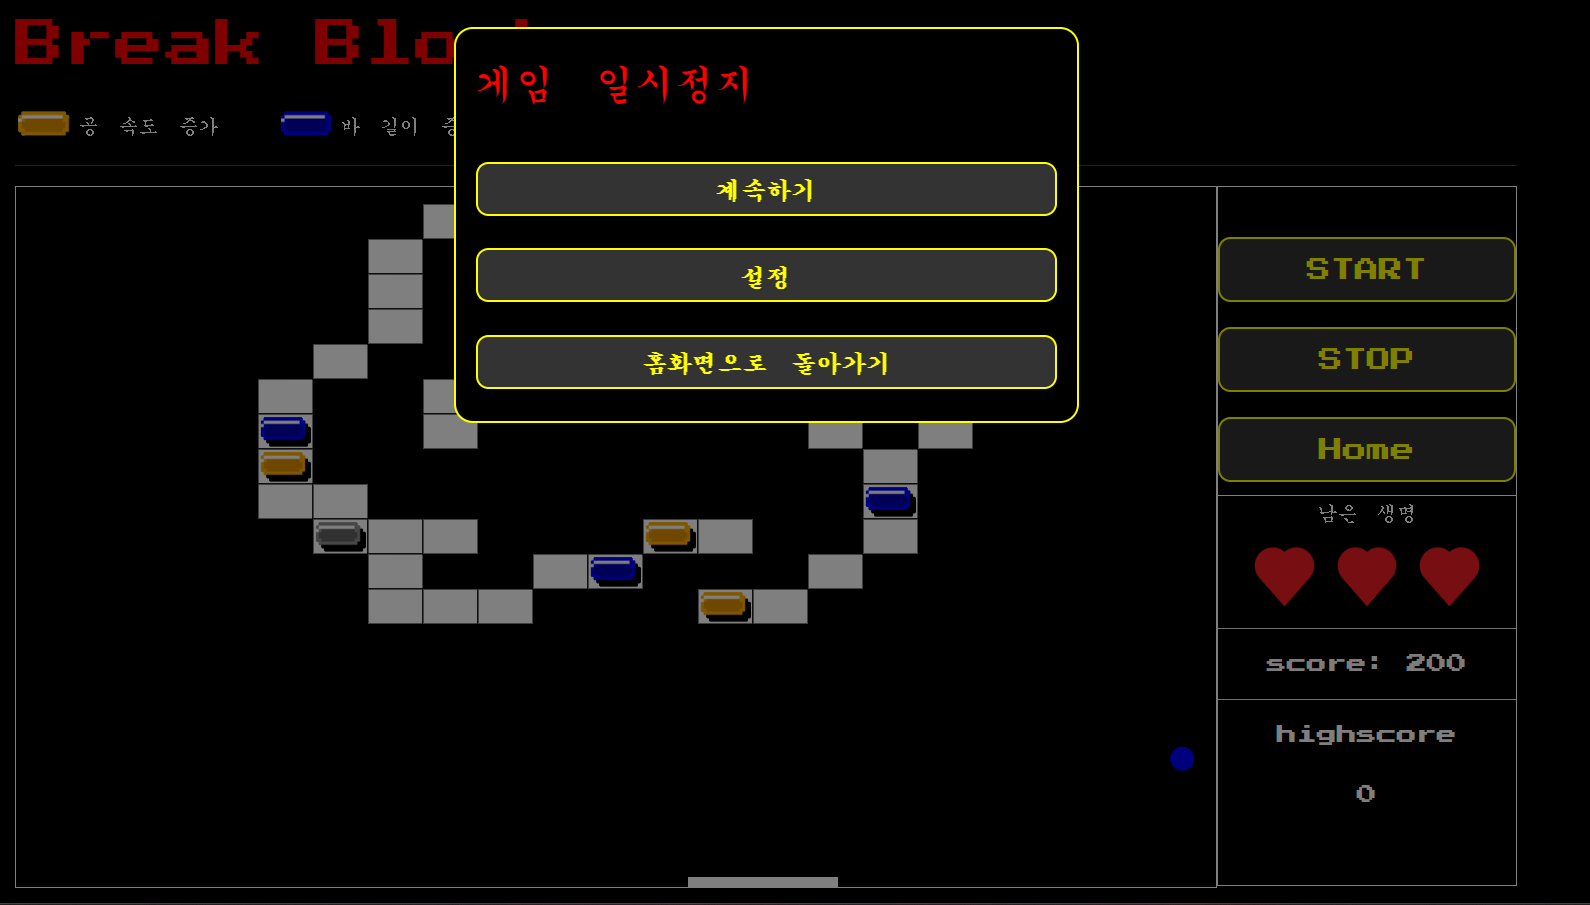 Break Blo
게임 일시정지
공 속도 증가
바 길이
계속하기
설정
홈화면으로 돌아가기
START
STOP
Home
남은 생명
score: 200
highscore
0